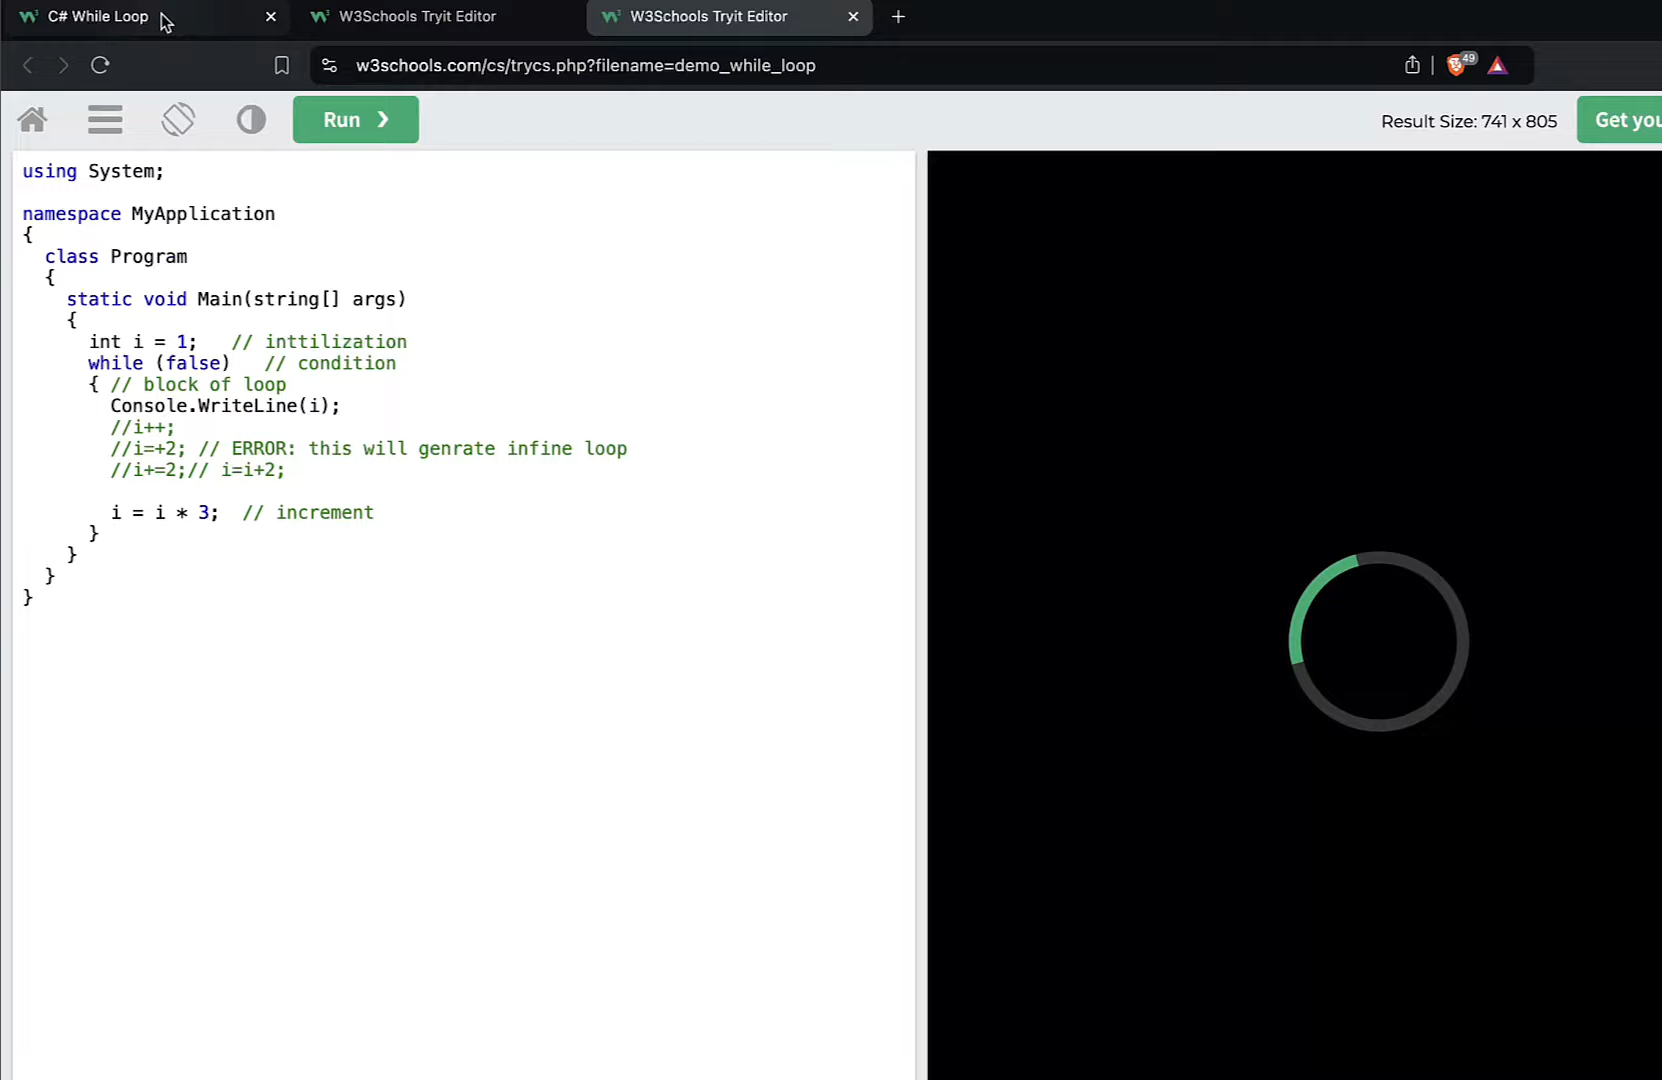 C# While Loop
W3Schools Tryit Editor
W3Schools Tryit Editor
w3schools.com/cs/trycs.php?filename=demo_while_loop
49
Run ❯
Result Size: 741 x 805
Get you
using System;
namespace MyApplication
{
class Program
{
static void Main(string[] args)
{
int i = 1;   // inttilization
while (false)   // condition
{ // block of loop
Console.WriteLine(i);
//i++;
//i=+2; // ERROR: this will genrate infine loop
//i+=2;// i=i+2;
i = i * 3;  // increment
}
}
}
}